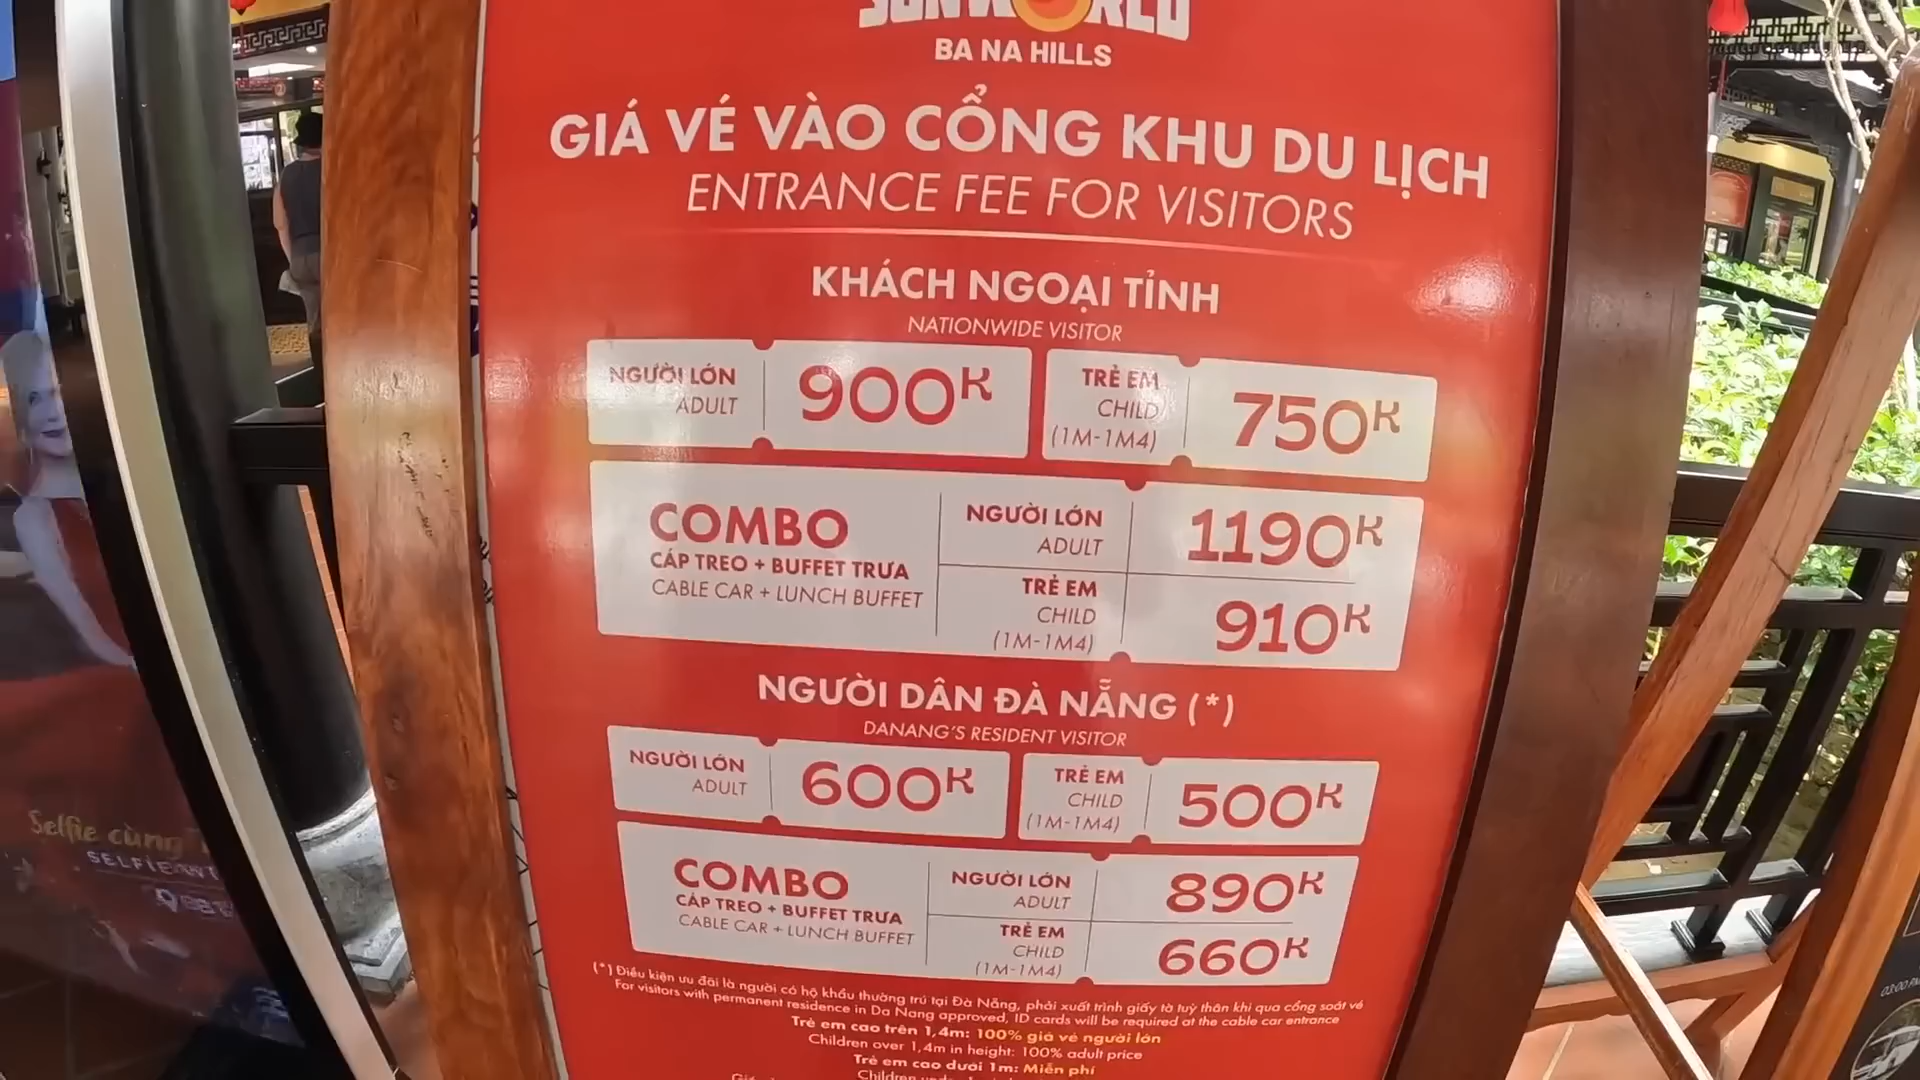 SUN WORLD
BA NA HILLS
GIÁ VÉ VÀO CỔNG KHU DU LỊCH
ENTRANCE FEE FOR VISITORS
KHÁCH NGOẠI TỈNH
NATIONWIDE VISITOR
NGƯỜI LỚN
ADULT
900K
TRẺ EM
CHILD
(1M-1M4)
750K
COMBO
CÁP TREO + BUFFET TRƯA
CABLE CAR + LUNCH BUFFET
NGƯỜI LỚN
ADULT
1190K
TRẺ EM
CHILD
(1M-1M4)
910K
NGƯỜI DÂN ĐÀ NẴNG (*)
DANANG'S RESIDENT VISITOR
NGƯỜI LỚN
ADULT
600K
TRẺ EM
CHILD
(1M-1M4)
500K
COMBO
CÁP TREO + BUFFET TRƯA
CABLE CAR + LUNCH BUFFET
NGƯỜI LỚN
ADULT
890K
TRẺ EM
CHILD
(1M-1M4)
660K
(*) Điều kiện ưu đãi là người có hộ khẩu thường trú tại Đà Nẵng, phải xuất trình giấy tờ tuỳ thân khi qua cổng soát vé
For visitors with permanent residence in Da Nang approved, ID cards will be required at the cable car entrance
Trẻ em cao trên 1,4m: 100% giá vé người lớn
Children over 1,4m in height: 100% adult price
Trẻ em cao dưới 1m: Miễn phí
Children
Selfie cùng